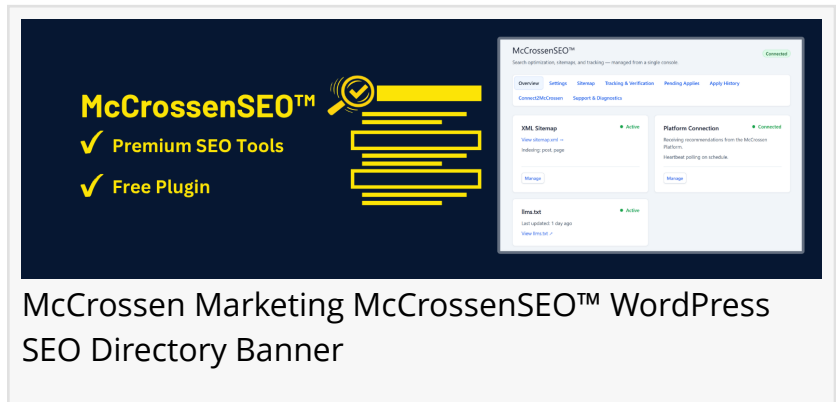 McCrossenSEO™
✓ Premium SEO Tools
✓ Free Plugin
McCrossenSEO™
Connected
Search optimization, sitemaps, and tracking — managed from a single console.
Overview Settings Sitemap Tracking & Verification Pending Applies Apply History
Connect2McCrossen Support & Diagnostics
XML Sitemap
Active
View sitemap.xml →
Indexing: post, page
Manage
Platform Connection
Connected
Receiving recommendations from the McCrossen
Platform.
Heartbeat polling on schedule.
Manage
llms.txt
Active
Last updated: 1 day ago
View llms.txt ↗
McCrossen Marketing McCrossenSEO™ WordPress
SEO Directory Banner